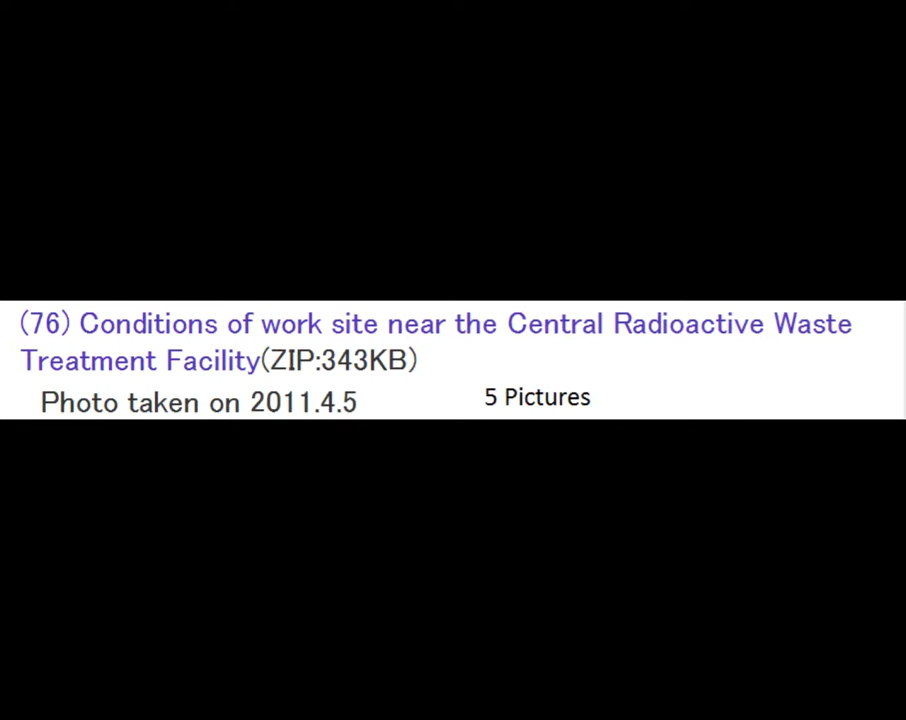 (76) Conditions of work site near the Central Radioactive Waste
Treatment Facility(ZIP:343KB)
Photo taken on 2011.4.5 5 Pictures